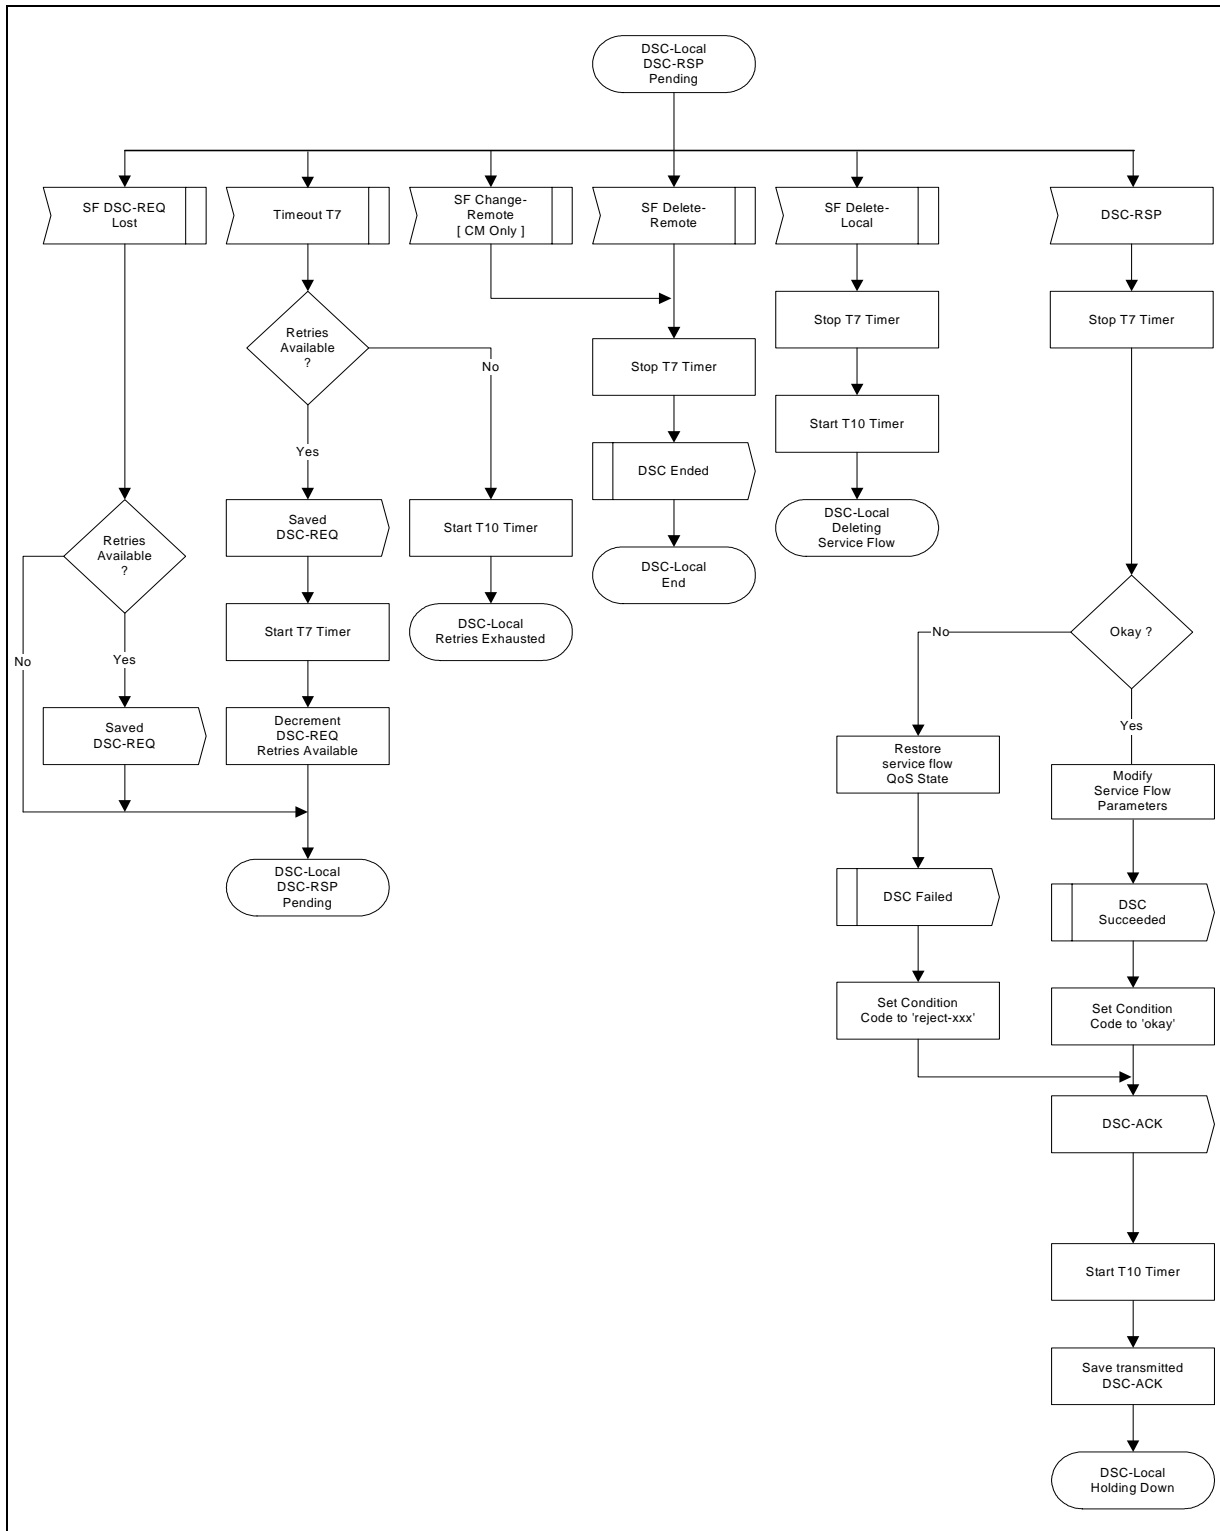 DSC-Local
DSC-RSP
Pending
SF DSC-REQ
Lost
Timeout T7
SF Change-
Remote
[ CM Only ]
SF Delete-
Remote
SF Delete-
Local
DSC-RSP
Retries
Available
?
No
Yes
Stop T7 Timer
Stop T7 Timer
Stop T7 Timer
Start T10 Timer
DSC Ended
Saved
DSC-REQ
Start T10 Timer
DSC-Local
Deleting
Service Flow
Retries
Available
?
No
Yes
DSC-Local
End
Start T7 Timer
DSC-Local
Retries Exhausted
Okay ?
No
Yes
Saved
DSC-REQ
Decrement
DSC-REQ
Retries Available
Restore
service flow
QoS State
Modify
Service Flow
Parameters
DSC-Local
DSC-RSP
Pending
DSC Failed
DSC
Succeeded
Set Condition
Code to 'reject-xxx'
Set Condition
Code to 'okay'
DSC-ACK
Start T10 Timer
Save transmitted
DSC-ACK
DSC-Local
Holding Down